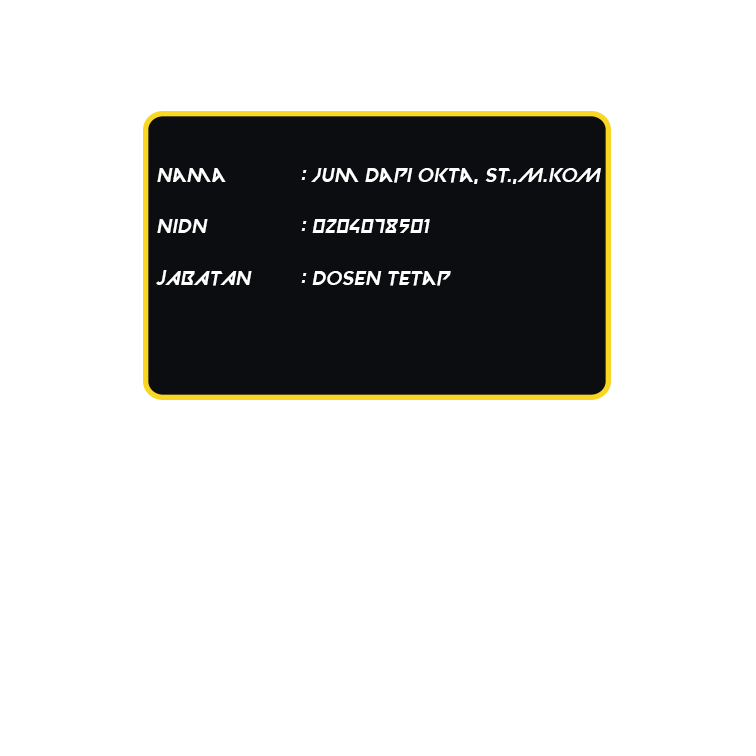 NAMA : JUM DAPI OKTA, ST.,M.KOM
NIDN : 0204078501
JABATAN : DOSEN TETAP